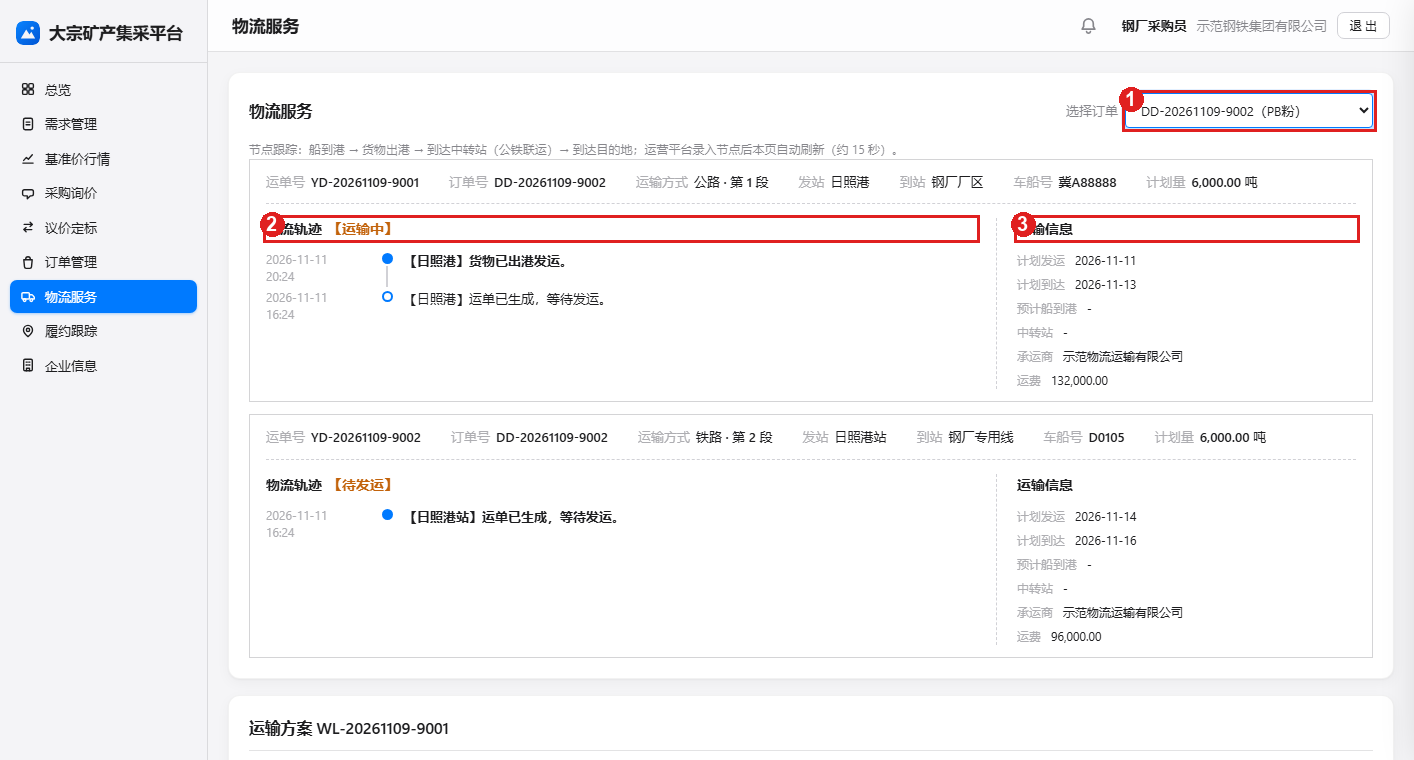 大宗矿产集采平台
总览
需求管理
基准价行情
采购询价
议价定标
订单管理
物流服务
履约跟踪
企业信息
物流服务
钢厂采购员 示范钢铁集团有限公司 退出
物流服务
选择订单 1 DD-20261109-9002（PB粉）
节点跟踪：船到港 → 货物出港 → 到达中转站（公铁联运）→ 到达目的地；运营平台录入节点后本页自动刷新（约 15 秒）。
运单号 YD-20261109-9001 订单号 DD-20261109-9002 运输方式 公路 · 第 1 段 发站 日照港 到站 钢厂厂区 车船号 冀A88888 计划量 6,000.00 吨
2 流轨迹 【运输中】
2026-11-11 20:24 【日照港】货物已出港发运。
2026-11-11 16:24 【日照港】运单已生成，等待发运。
3 输信息
计划发运 2026-11-11
计划到达 2026-11-13
预计船到港 -
中转站 -
承运商 示范物流运输有限公司
运费 132,000.00
运单号 YD-20261109-9002 订单号 DD-20261109-9002 运输方式 铁路 · 第 2 段 发站 日照港站 到站 钢厂专用线 车船号 D0105 计划量 6,000.00 吨
物流轨迹 【待发运】
2026-11-11 16:24 【日照港站】运单已生成，等待发运。
运输信息
计划发运 2026-11-14
计划到达 2026-11-16
预计船到港 -
中转站 -
承运商 示范物流运输有限公司
运费 96,000.00
运输方案 WL-20261109-9001